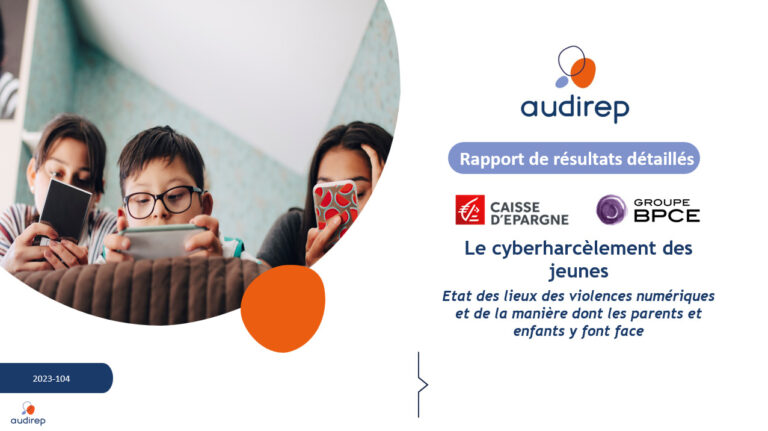 audirep
Rapport de résultats détaillés
CAISSE
D'EPARGNE
GROUPE
BPCE
Le cyberharcèlement des
jeunes
Etat des lieux des violences numériques
et de la manière dont les parents et
enfants y font face
2023-104
audirep